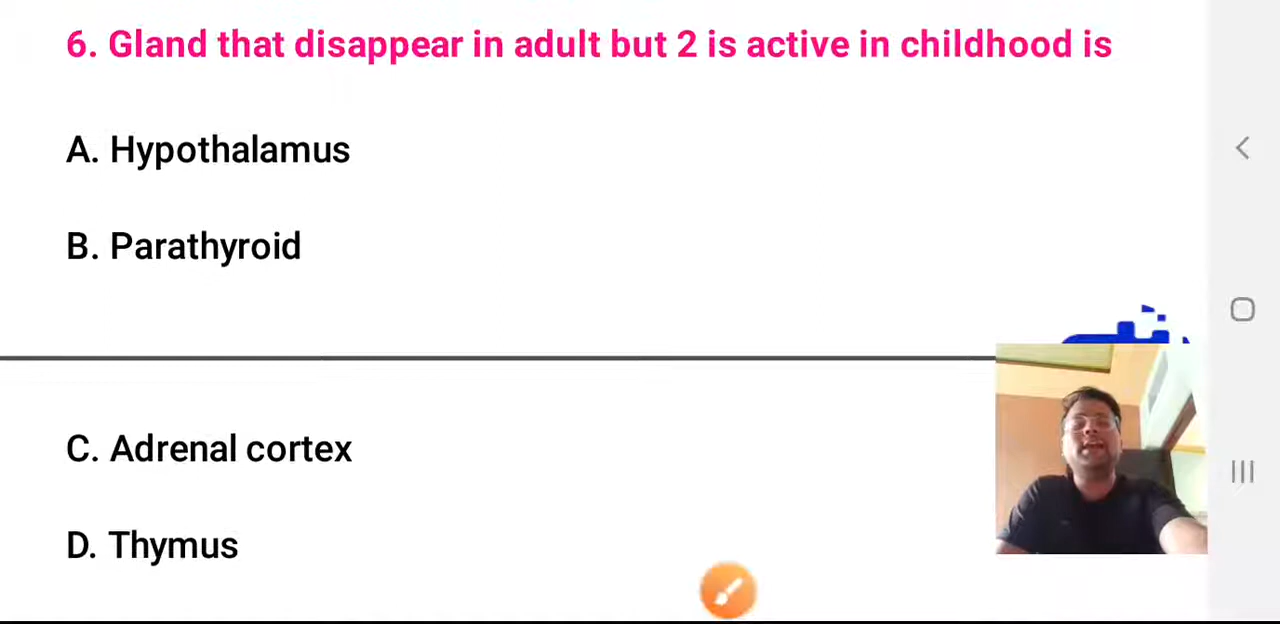 6. Gland that disappear in adult but 2 is active in childhood is
A. Hypothalamus
B. Parathyroid
C. Adrenal cortex
D. Thymus